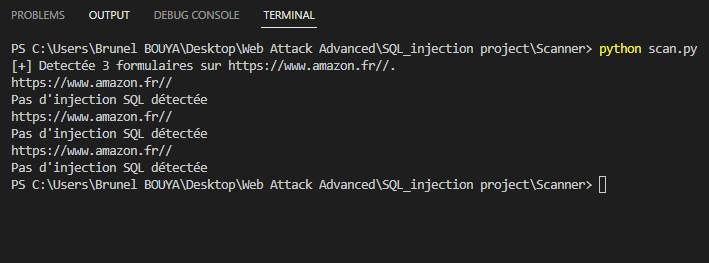 PROBLEMS OUTPUT DEBUG CONSOLE TERMINAL
PS C:\Users\Brunel BOUYA\Desktop\Web Attack Advanced\SQL_injection project\Scanner> python scan.py
[+] Detectée 3 formulaires sur https://www.amazon.fr//.
https://www.amazon.fr//
Pas d'injection SQL détectée
https://www.amazon.fr//
Pas d'injection SQL détectée
https://www.amazon.fr//
Pas d'injection SQL détectée
PS C:\Users\Brunel BOUYA\Desktop\Web Attack Advanced\SQL_injection project\Scanner>